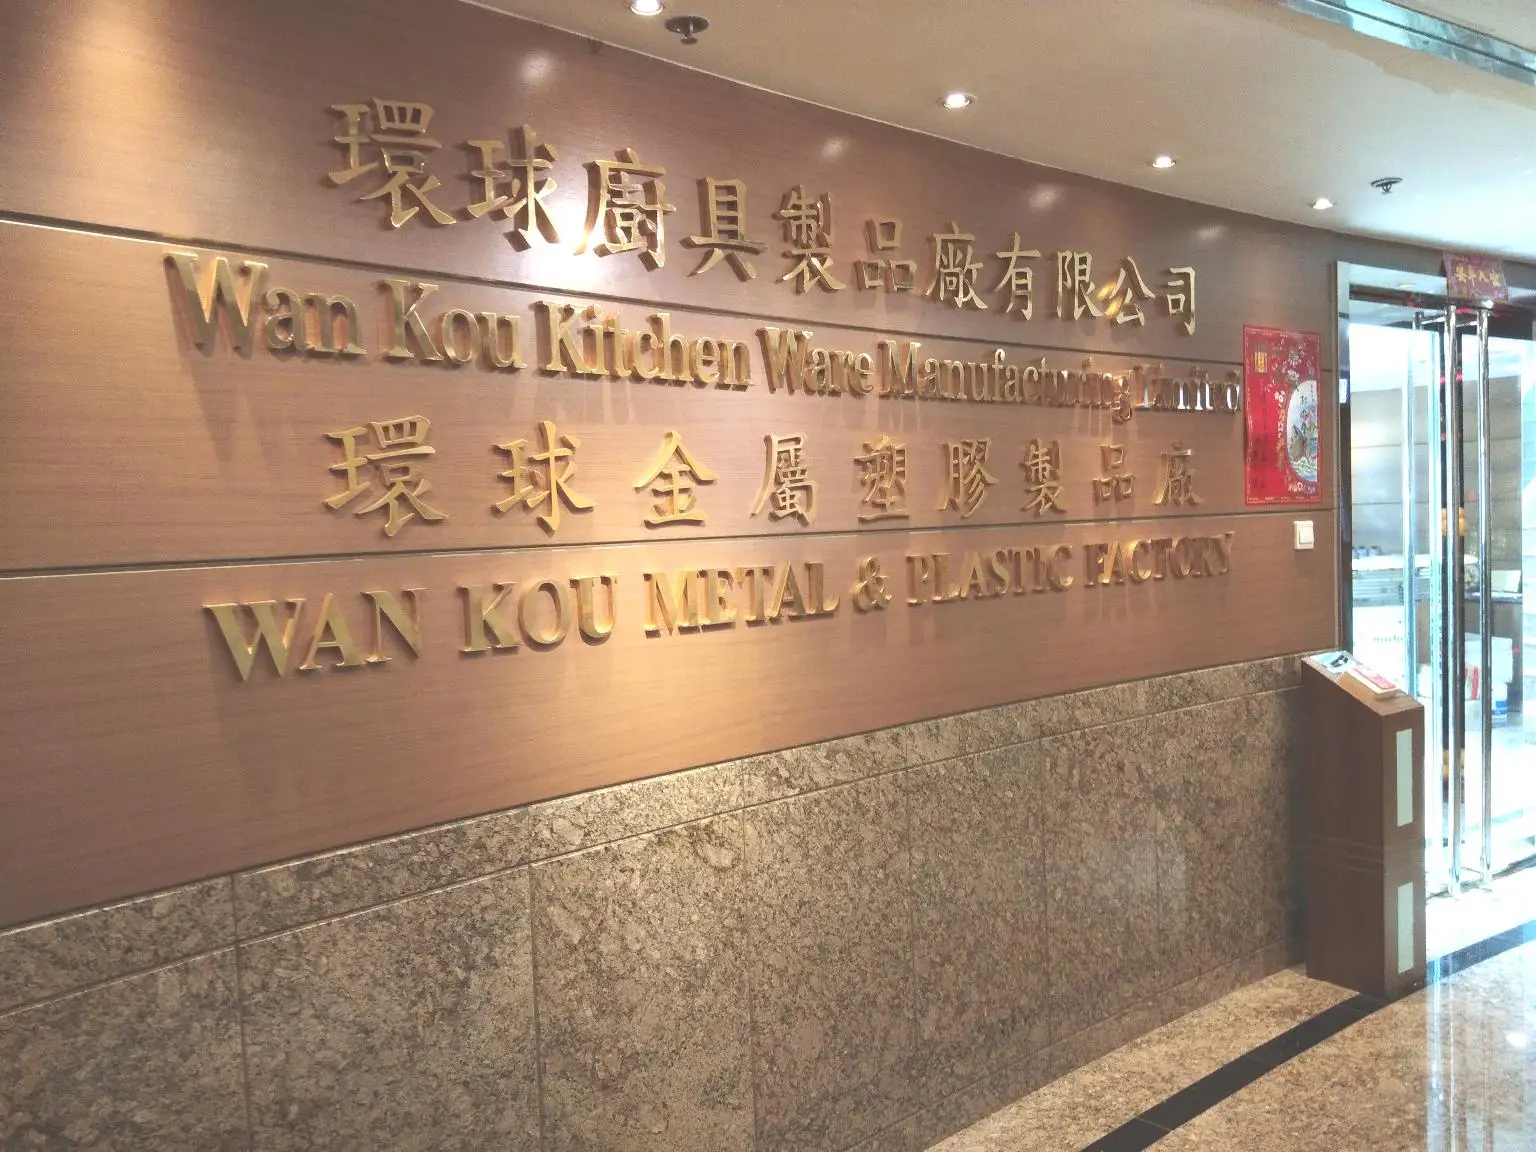 環球廚具製品廠有限公司
Wan Kou Kitchen Ware Manufacturing Limited
環球金屬塑膠製品廠
WAN KOU METAL & PLASTIC FACTORY